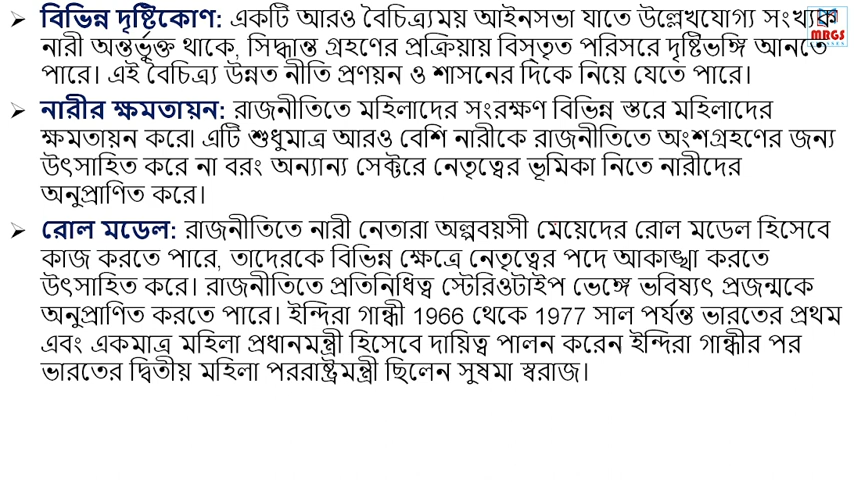 ➤ বিভিন্ন দৃষ্টিকোণ: একটি আরও বৈচিত্র্যময় আইনসভা যাতে উল্লেখযোগ্য সংখ্যক
নারী অন্তর্ভুক্ত থাকে, সিদ্ধান্ত গ্রহণের প্রক্রিয়ায় বিস্তৃত পরিসরে দৃষ্টিভঙ্গি আনতে
পারে। এই বৈচিত্র্য উন্নত নীতি প্রণয়ন ও শাসনের দিকে নিয়ে যেতে পারে।
➤ নারীর ক্ষমতায়ন: রাজনীতিতে মহিলাদের সংরক্ষণ বিভিন্ন স্তরে মহিলাদের
ক্ষমতায়ন করে৷ এটি শুধুমাত্র আরও বেশি নারীকে রাজনীতিতে অংশগ্রহণের জন্য
উৎসাহিত করে না বরং অন্যান্য সেক্টরে নেতৃত্বের ভূমিকা নিতে নারীদের
অনুপ্রাণিত করে।
➤ রোল মডেল: রাজনীতিতে নারী নেতারা অল্পবয়সী মেয়েদের রোল মডেল হিসেবে
কাজ করতে পারে, তাদেরকে বিভিন্ন ক্ষেত্রে নেতৃত্বের পদে আকাঙ্খা করতে
উৎসাহিত করে। রাজনীতিতে প্রতিনিধিত্ব স্টেরিওটাইপ ভেঙ্গে ভবিষ্যৎ প্রজন্মকে
অনুপ্রাণিত করতে পারে। ইন্দিরা গান্ধী 1966 থেকে 1977 সাল পর্যন্ত ভারতের প্রথম
এবং একমাত্র মহিলা প্রধানমন্ত্রী হিসেবে দায়িত্ব পালন করেন ইন্দিরা গান্ধীর পর
ভারতের দ্বিতীয় মহিলা পররাষ্ট্রমন্ত্রী ছিলেন সুষমা স্বরাজ।
MRGS